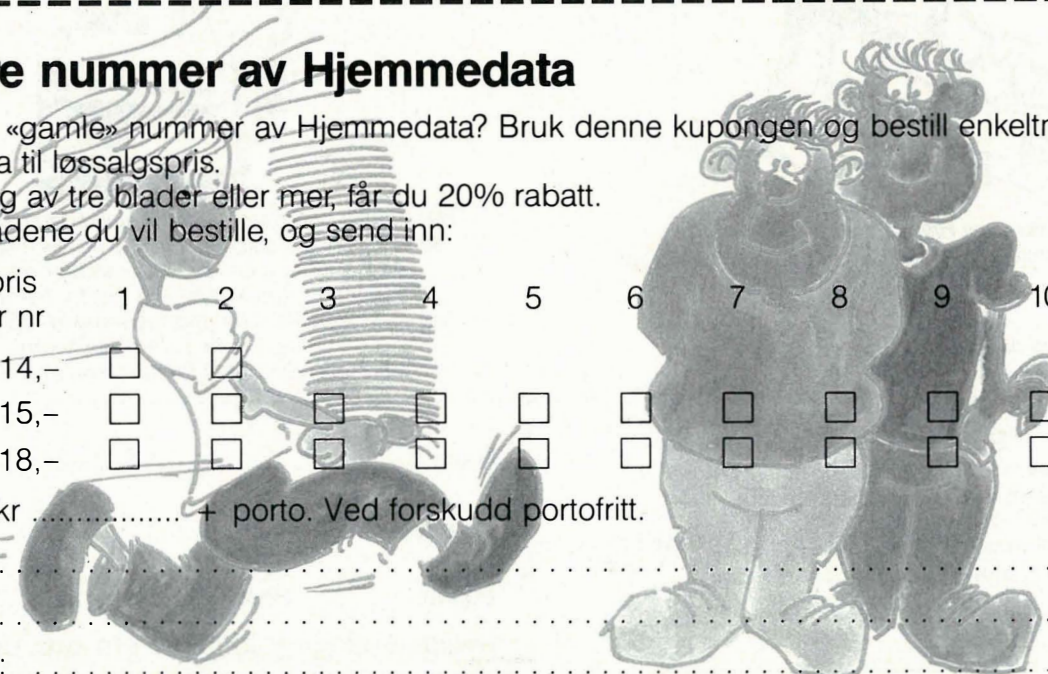 re nummer av Hjemmedata
«gamle» nummer av Hjemmedata? Bruk denne kupongen og bestill enkeltn
a til løssalgspris.
g av tre blader eller mer, får du 20% rabatt.
adene du vil bestille, og send inn:
pris
r nr 1 2 3 4 5 6 7 8 9 10
14,–
15,–
18,–
kr ................. + porto. Ved forskudd portofritt.